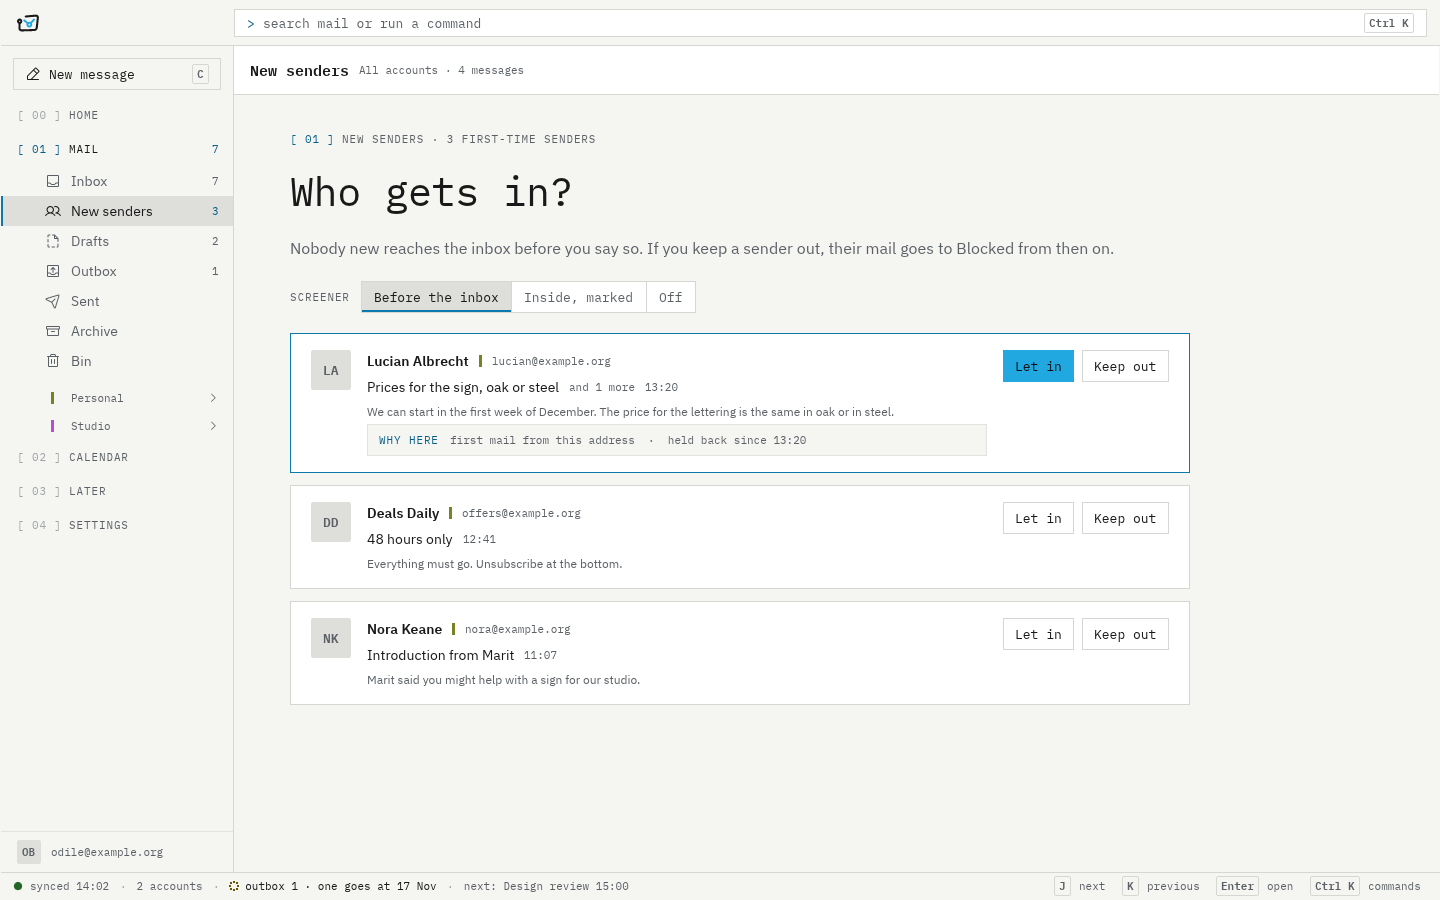 > search mail or run a command Ctrl K
New message C
New senders All accounts · 4 messages
[ 00 ] HOME
[ 01 ] MAIL 7
Inbox 7
New senders 3
Drafts 2
Outbox 1
Sent
Archive
Bin
Personal
Studio
[ 02 ] CALENDAR
[ 03 ] LATER
[ 04 ] SETTINGS
OB odile@example.org
[ 01 ] NEW SENDERS · 3 FIRST-TIME SENDERS
Who gets in?
Nobody new reaches the inbox before you say so. If you keep a sender out, their mail goes to Blocked from then on.
SCREENER Before the inbox Inside, marked Off
LA Lucian Albrecht lucian@example.org Let in Keep out
Prices for the sign, oak or steel and 1 more 13:20
We can start in the first week of December. The price for the lettering is the same in oak or in steel.
WHY HERE first mail from this address · held back since 13:20
DD Deals Daily offers@example.org Let in Keep out
48 hours only 12:41
Everything must go. Unsubscribe at the bottom.
NK Nora Keane nora@example.org Let in Keep out
Introduction from Marit 11:07
Marit said you might help with a sign for our studio.
synced 14:02 · 2 accounts · outbox 1 · one goes at 17 Nov · next: Design review 15:00 J next K previous Enter open Ctrl K commands